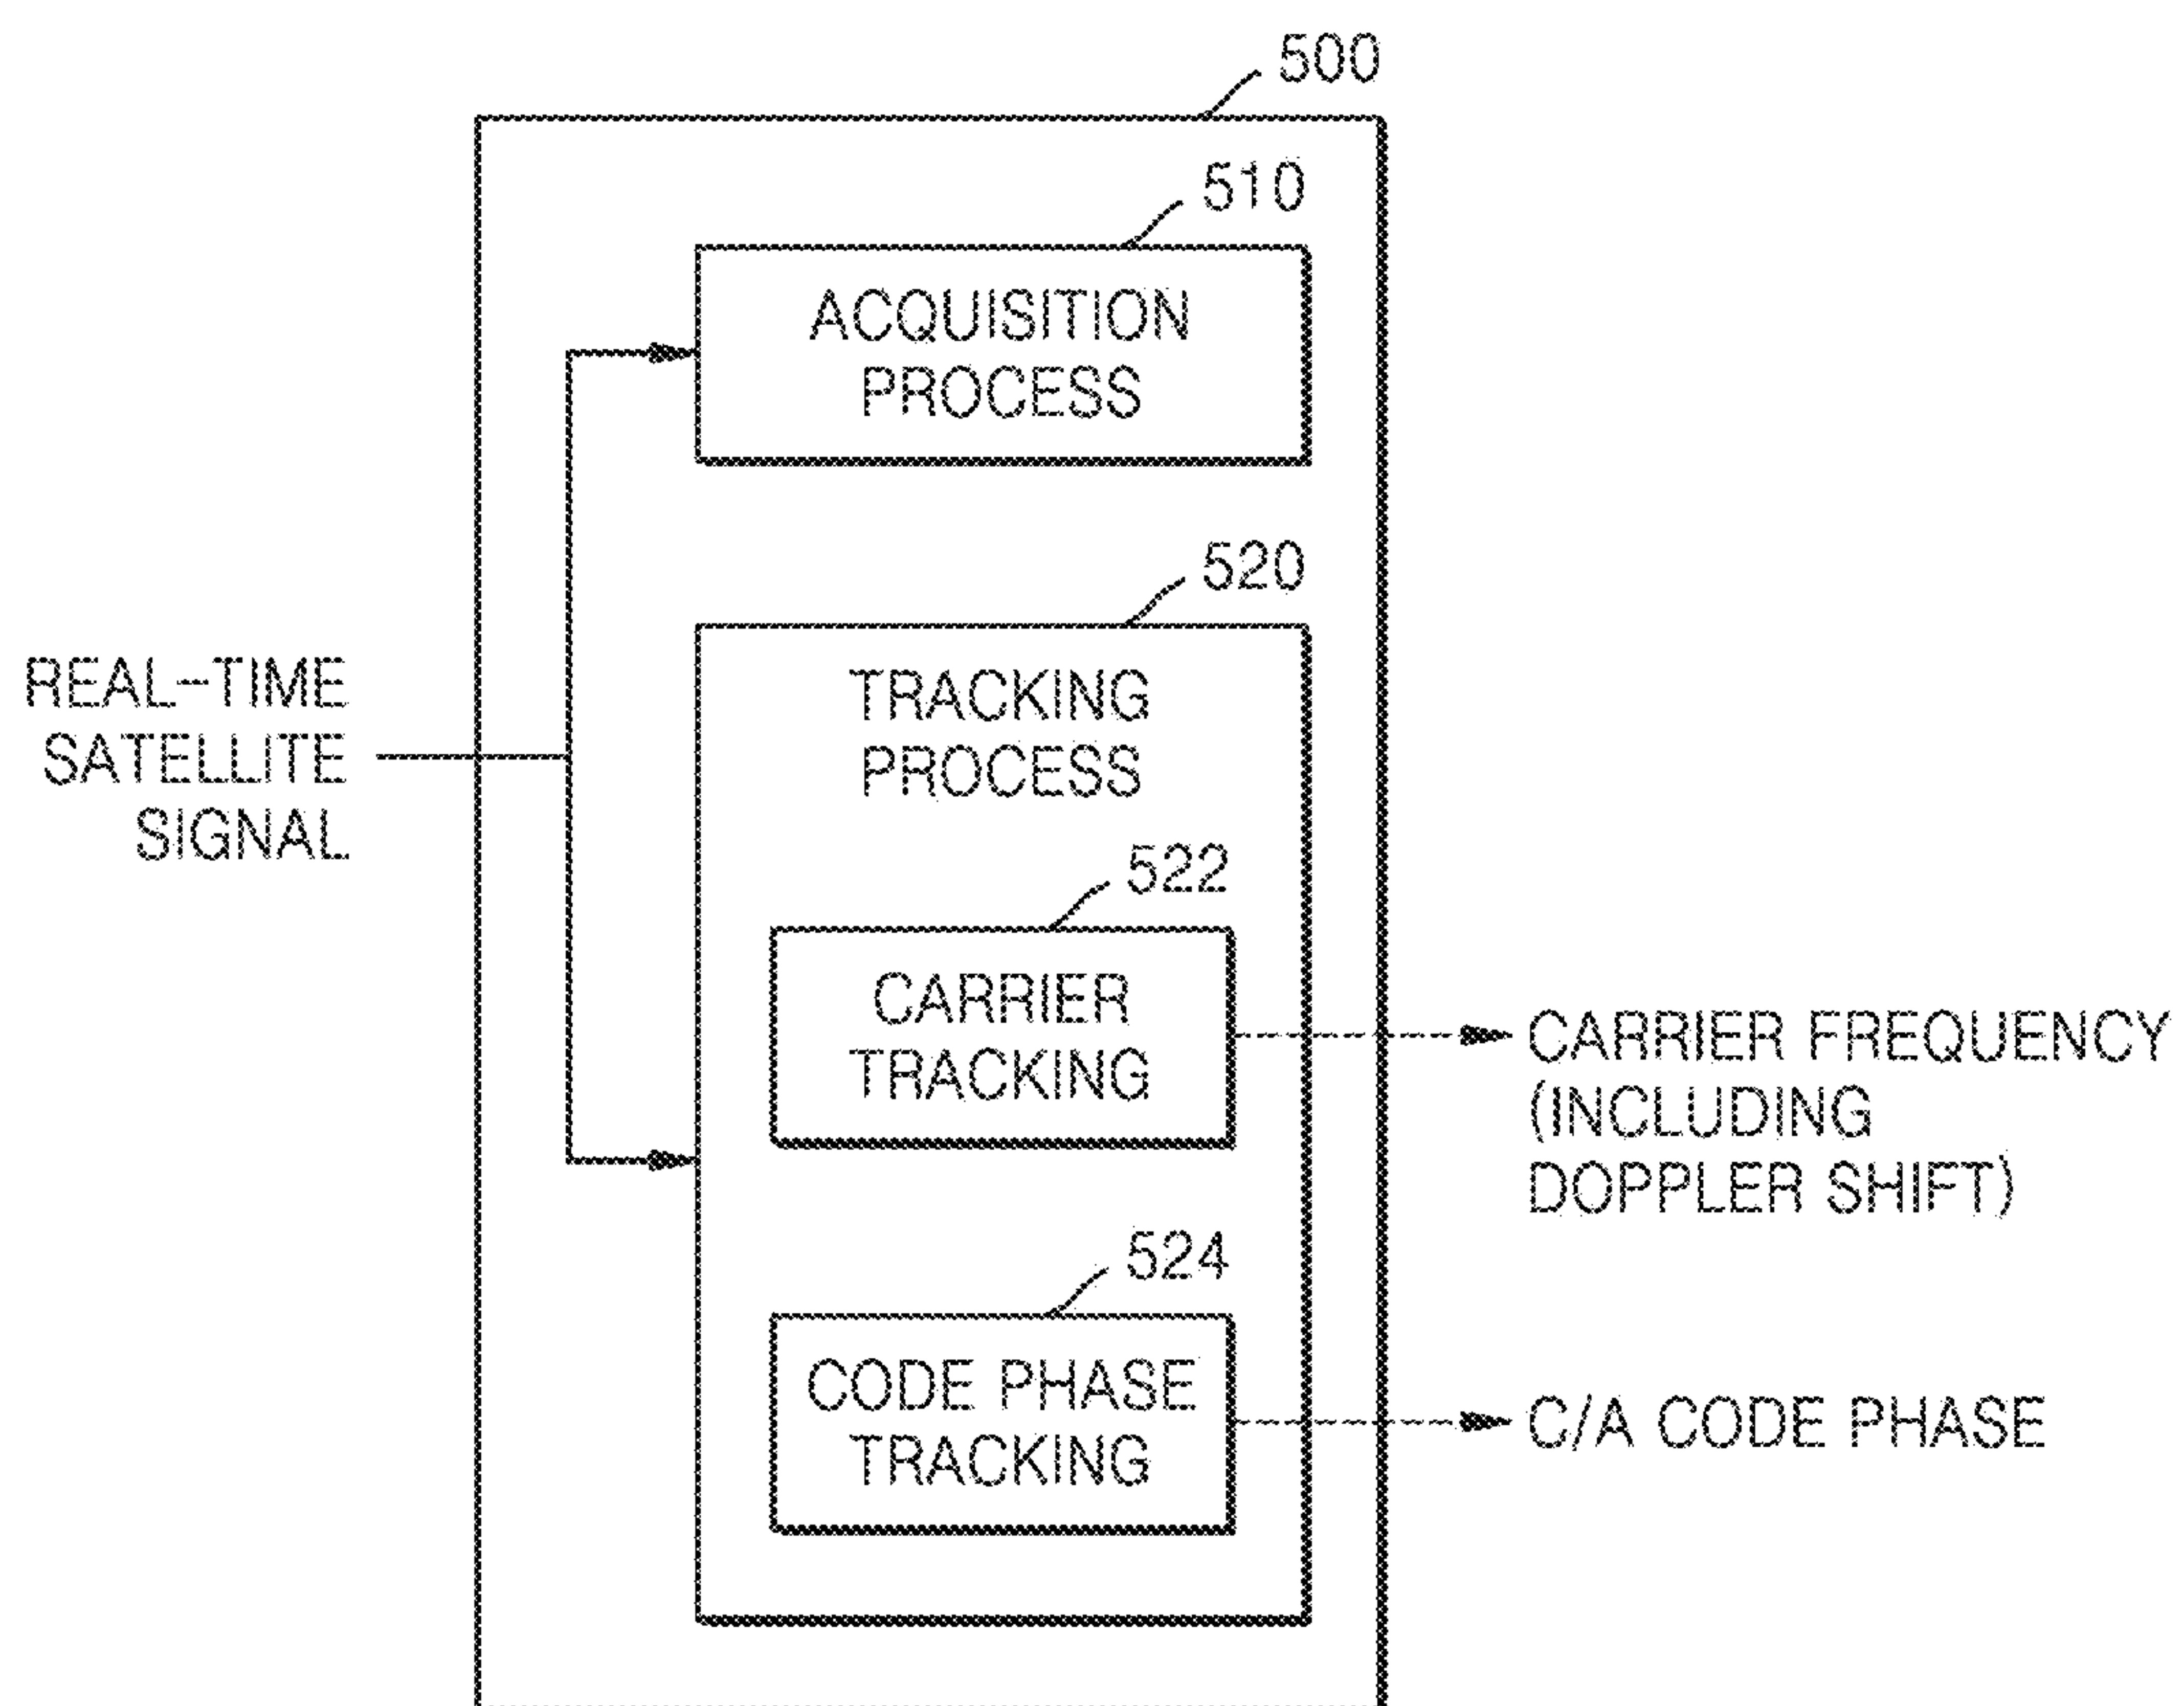 500
510
ACQUISITION
PROCESS
520
REAL-TIME
SATELLITE
SIGNAL
TRACKING
PROCESS
522
CARRIER
TRACKING
CARRIER FREQUENCY
(INCLUDING
DOPPLER SHIFT)
524
CODE PHASE
TRACKING
C/A CODE PHASE